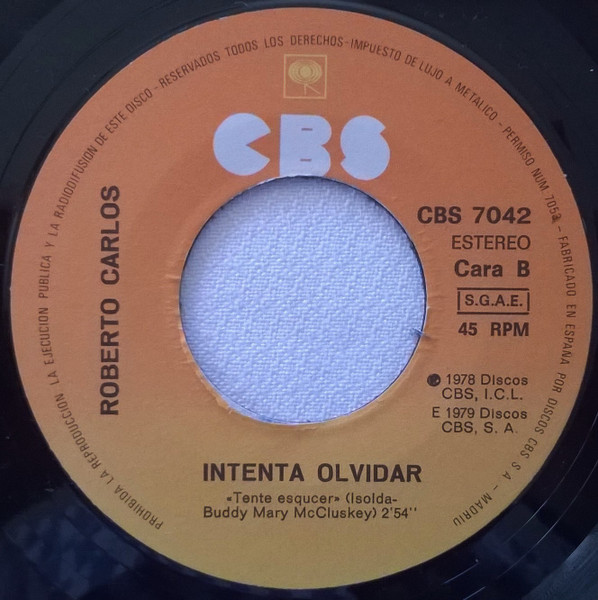 PROHIBIDA LA REPRODUCCION, LA EJECUCION PUBLICA Y LA RADIODIFUSION DE ESTE DISCO - RESERVADOS TODOS LOS DERECHOS - IMPUESTO DE LUJO A METALICO - PERMISO NUM. 7052 - FABRICADO EN ESPAÑA POR DISCOS CBS S A - MADRID
CBS
ROBERTO CARLOS
CBS 7042
ESTEREO
Cara B
S.G.A.E.
45 RPM
℗ 1978 Discos
CBS, I.C.L.
E 1979 Discos
CBS, S. A.
INTENTA OLVIDAR
«Tente esqucer» (Isolda-
Buddy Mary McCluskey) 2'54''